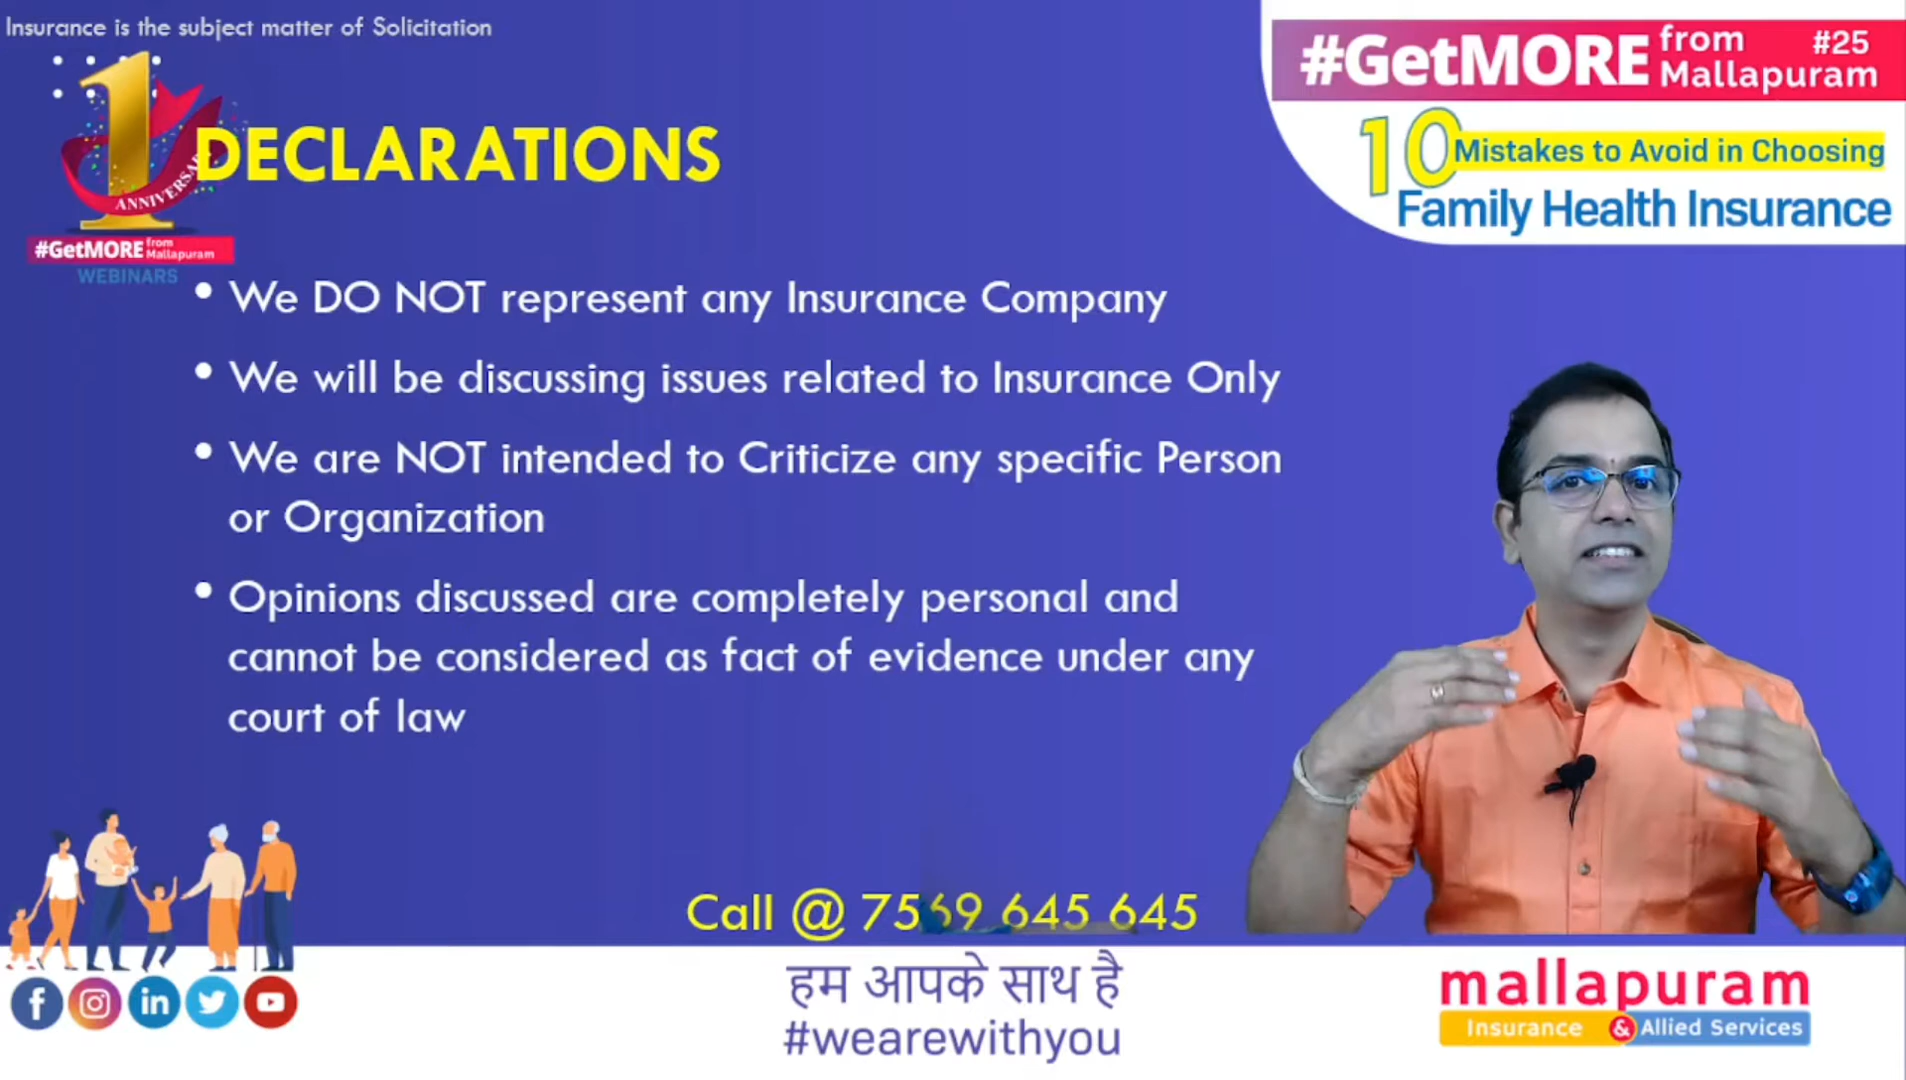 Insurance is the subject matter of Solicitation
1
ANNIVERSARY
#GetMORE from Mallapuram
WEBINARS
DECLARATIONS
#GetMORE from Mallapuram #25
10 Mistakes to Avoid in Choosing
Family Health Insurance
• We DO NOT represent any Insurance Company
• We will be discussing issues related to Insurance Only
• We are NOT intended to Criticize any specific Person
or Organization
• Opinions discussed are completely personal and
cannot be considered as fact of evidence under any
court of law
Call @ 7569 645 645
हम आपके साथ है
#wearewithyou
mallapuram
Insurance & Allied Services